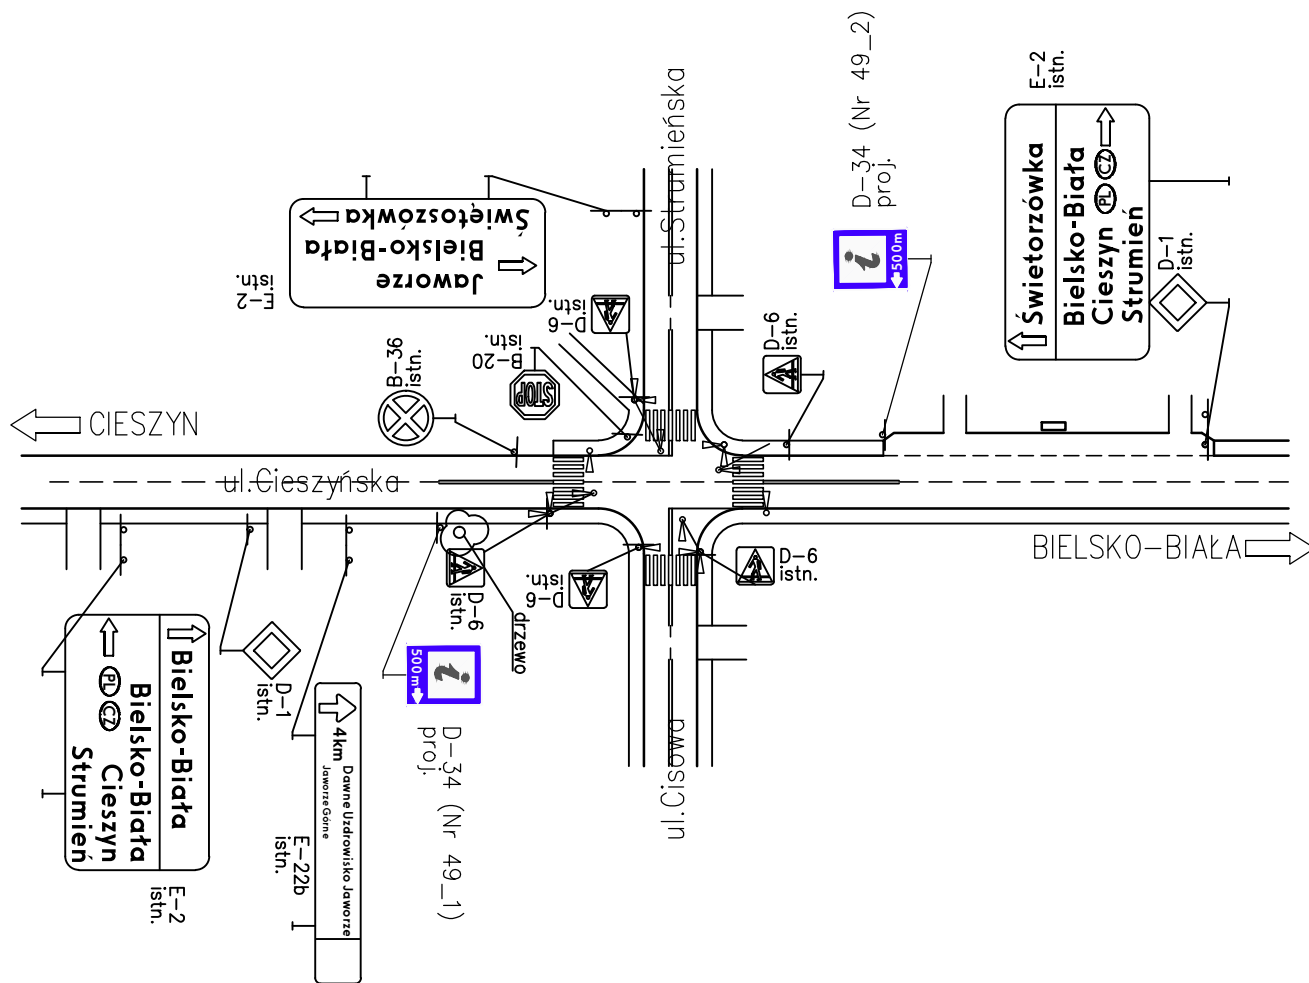 ul.Strumieńska
D-34 (Nr 49_2)
proj.
500m
i
E-2
istn.
Świetorzówka
Bielsko-Biała
Cieszyn PL CZ
Strumień
D-1
istn.
Jaworze
Bielsko-Biała
Świętoszówka
E-2
istn.
D-6
istn.
B-20
istn.
STOP
B-36
istn.
D-6
istn.
CIESZYN
ul.Cieszyńska
BIELSKO-BIAŁA
D-6
istn.
D-6
istn.
D-6
istn.
drzewo
500m
i
D-34 (Nr 49_1)
proj.
ul.Cisowa
Bielsko-Biała
Bielsko-Biała
PL CZ Cieszyn
Strumień
E-2
istn.
D-1
istn.
4km Dawne Uzdrowisko Jaworze
Jaworze Górne
E-22b
istn.